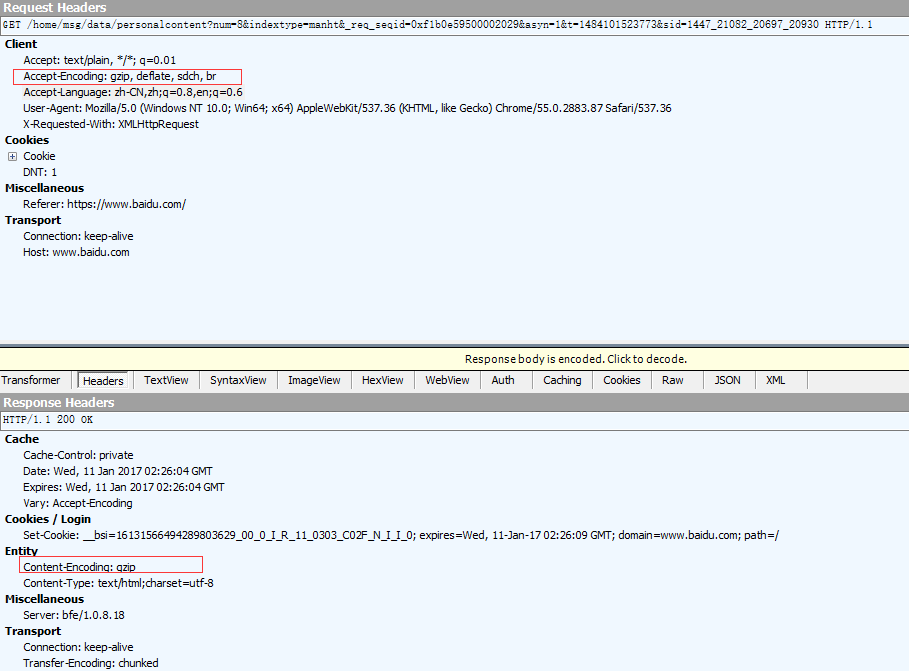 Request Headers
GET /home/msg/data/personalcontent?num=8&indextype=manht&_req_seqid=0xf1b0e59500002029&asyn=1&t=1484101523773&sid=1447_21082_20697_20930 HTTP/1.1
Client
Accept: text/plain, */*; q=0.01
Accept-Encoding: gzip, deflate, sdch, br
Accept-Language: zh-CN,zh;q=0.8,en;q=0.6
User-Agent: Mozilla/5.0 (Windows NT 10.0; Win64; x64) AppleWebKit/537.36 (KHTML, like Gecko) Chrome/55.0.2883.87 Safari/537.36
X-Requested-With: XMLHttpRequest
Cookies
Cookie
DNT: 1
Miscellaneous
Referer: https://www.baidu.com/
Transport
Connection: keep-alive
Host: www.baidu.com
Response body is encoded. Click to decode.
Transformer Headers TextView SyntaxView ImageView HexView WebView Auth Caching Cookies Raw JSON XML
Response Headers
HTTP/1.1 200 OK
Cache
Cache-Control: private
Date: Wed, 11 Jan 2017 02:26:04 GMT
Expires: Wed, 11 Jan 2017 02:26:04 GMT
Vary: Accept-Encoding
Cookies / Login
Set-Cookie: __bsi=16131566494289803629_00_0_I_R_11_0303_C02F_N_I_I_0; expires=Wed, 11-Jan-17 02:26:09 GMT; domain=www.baidu.com; path=/
Entity
Content-Encoding: gzip
Content-Type: text/html;charset=utf-8
Miscellaneous
Server: bfe/1.0.8.18
Transport
Connection: keep-alive
Transfer-Encoding: chunked